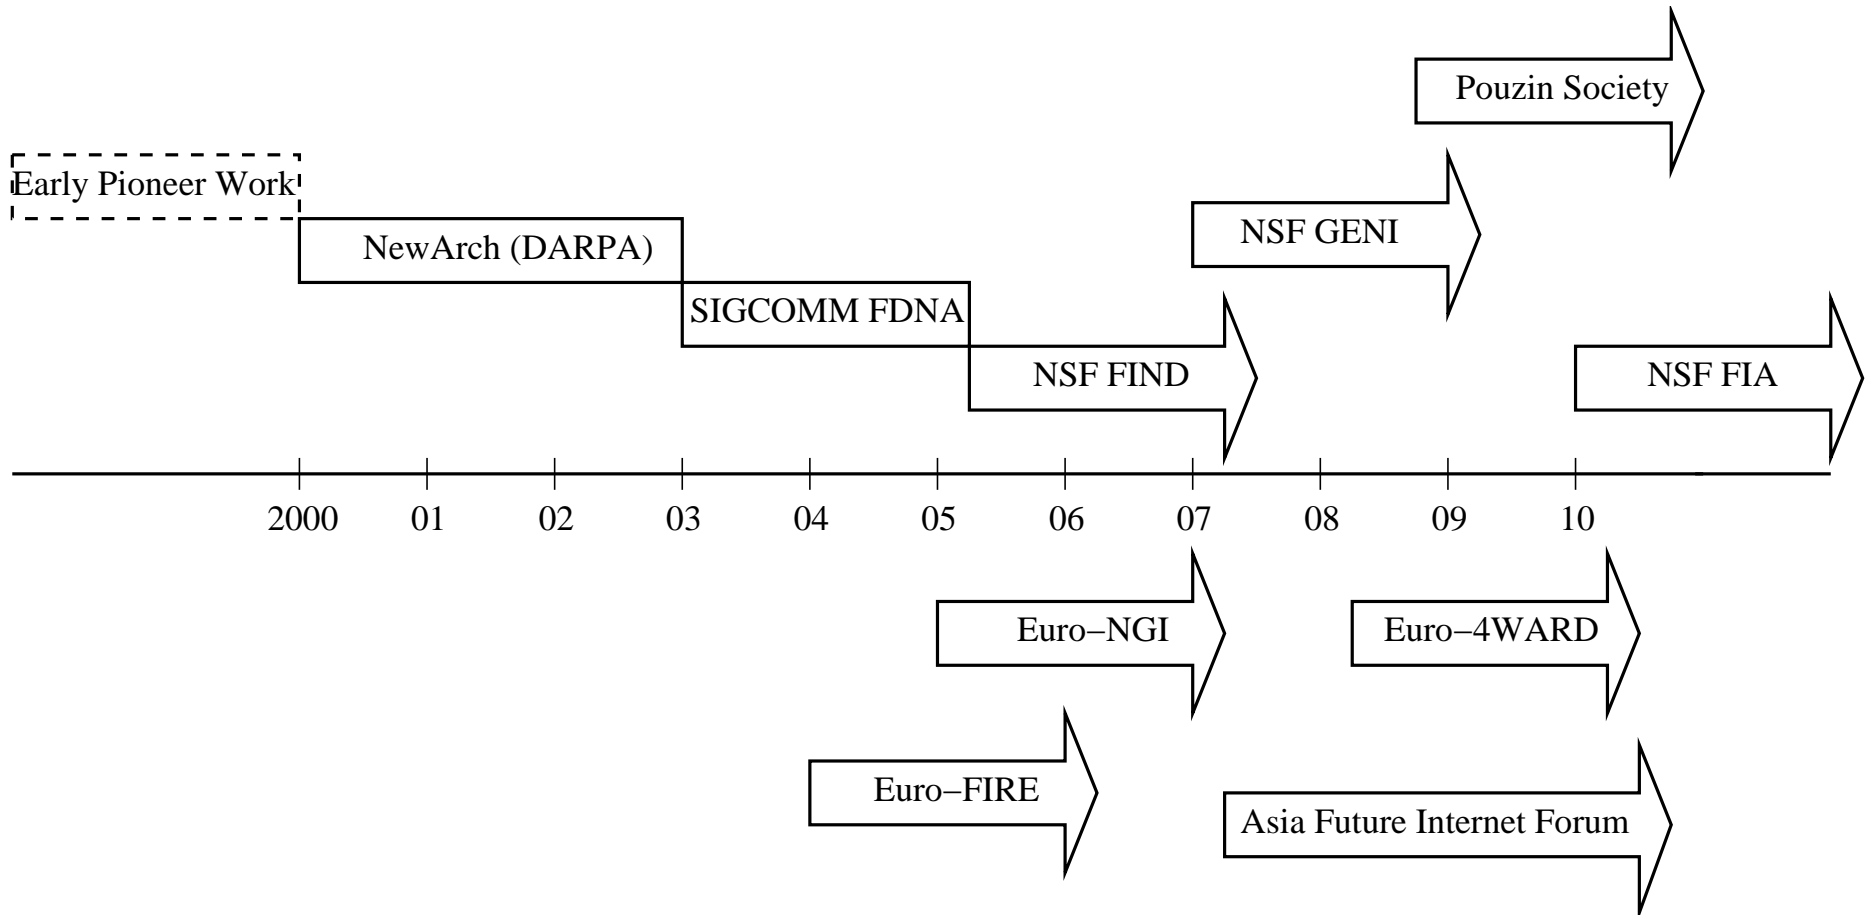 Pouzin Society
Early Pioneer Work
NSF GENI
NewArch (DARPA)
SIGCOMM FDNA
NSF FIND
NSF FIA
2000 01 02 03 04 05 06 07 08 09 10
Euro−NGI
Euro−4WARD
Euro−FIRE
Asia Future Internet Forum